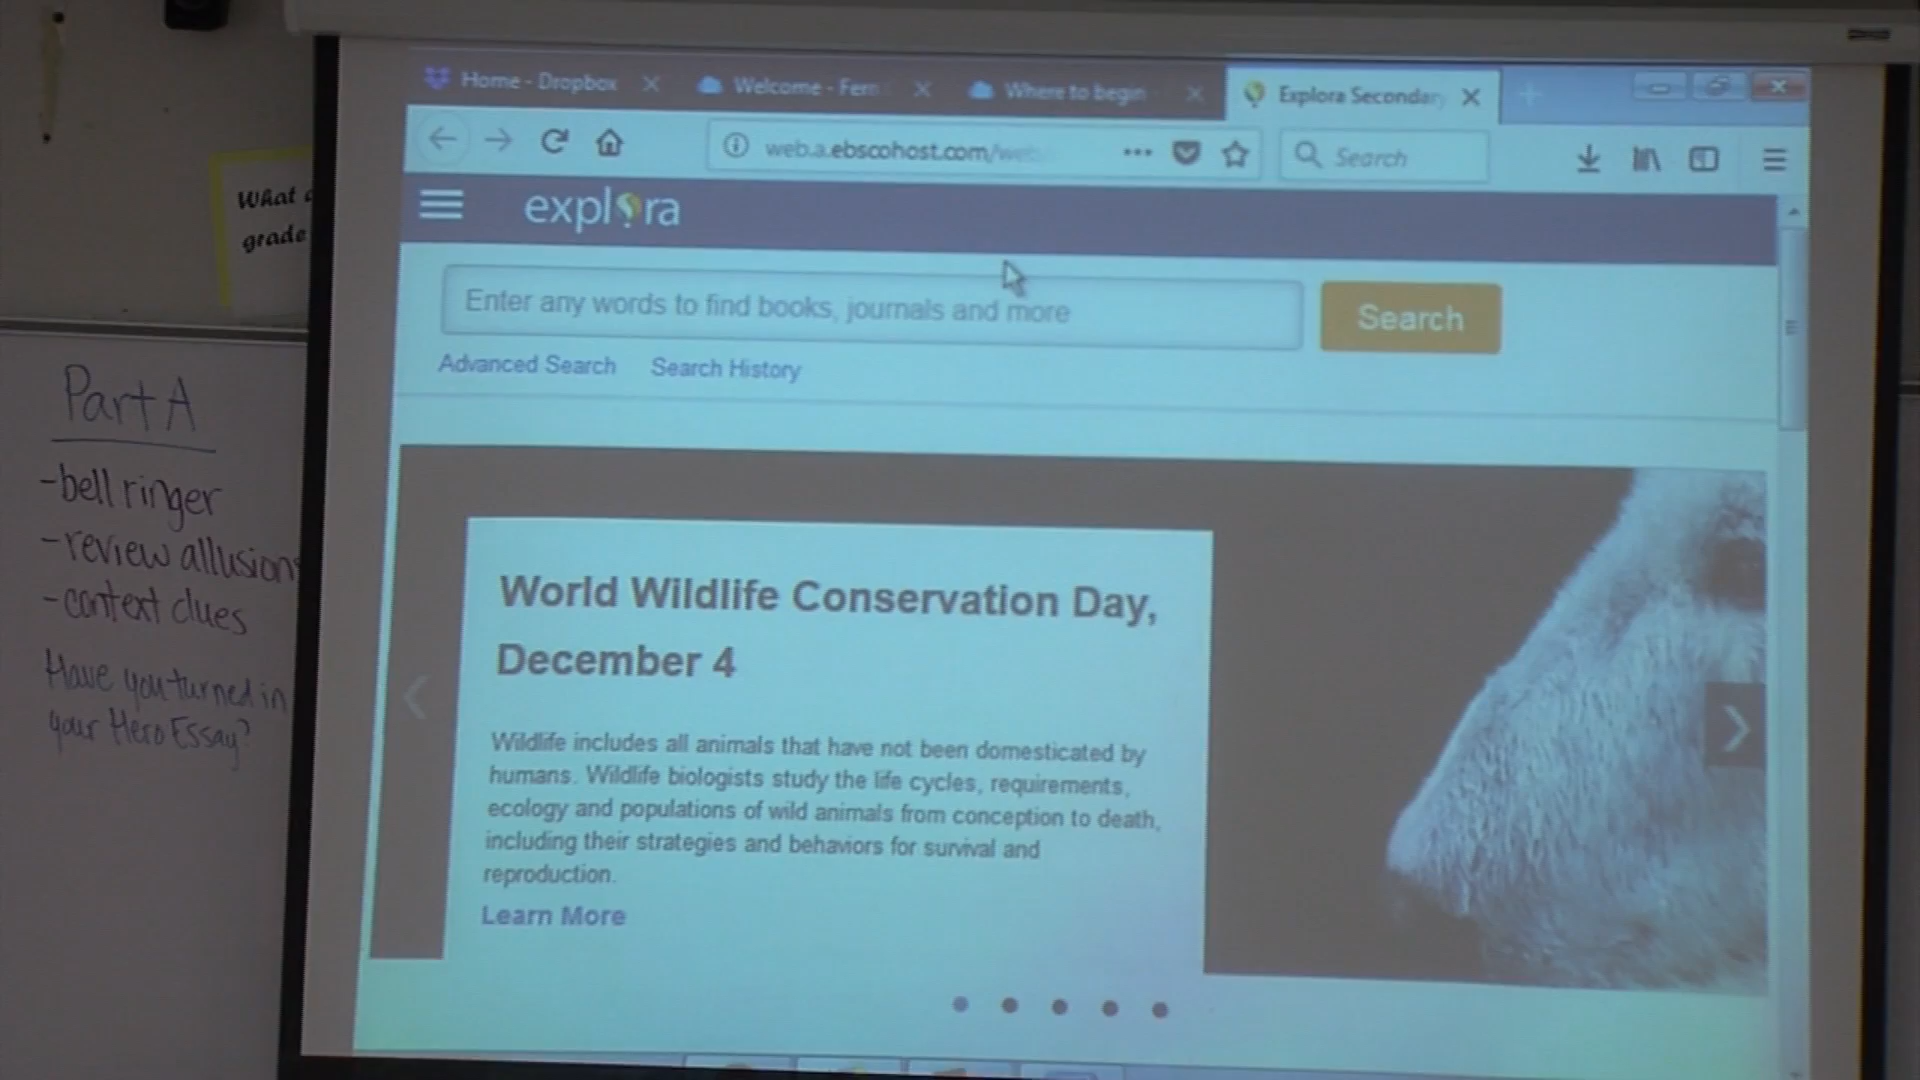 Home - Dropbox
Welcome - Fern
Where to begin
Explora Secondary
web.a.ebscohost.com/web
Search
explora
Enter any words to find books, journals and more
Search
Advanced Search
Search History
World Wildlife Conservation Day,
December 4
Wildlife includes all animals that have not been domesticated by
humans. Wildlife biologists study the life cycles, requirements,
ecology and populations of wild animals from conception to death,
including their strategies and behaviors for survival and
reproduction.
Learn More
What
grade
Part A
-bell ringer
-review allusions
-context clues
Have you turned in
your Hero Essay?